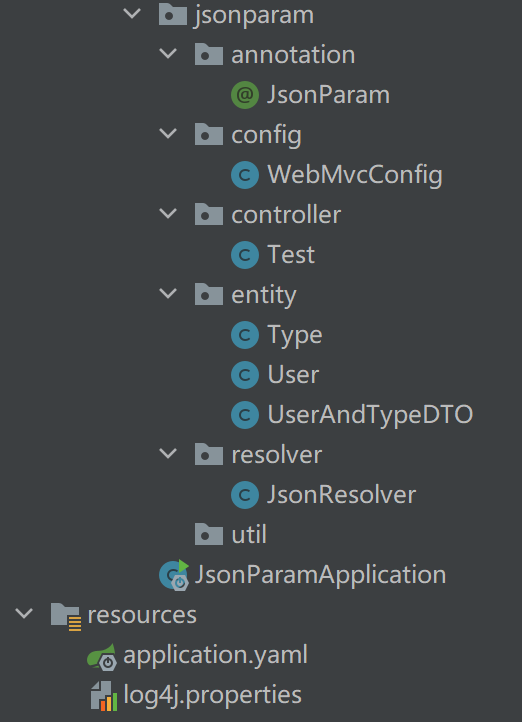 jsonparam
annotation
JsonParam
config
WebMvcConfig
controller
Test
entity
Type
User
UserAndTypeDTO
resolver
JsonResolver
util
JsonParamApplication
resources
application.yaml
log4j.properties